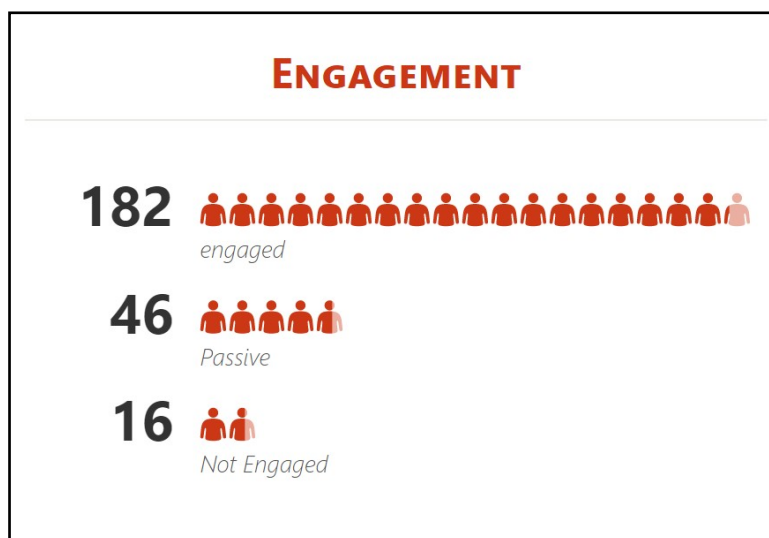 ENGAGEMENT
182
engaged
46
Passive
16
Not Engaged